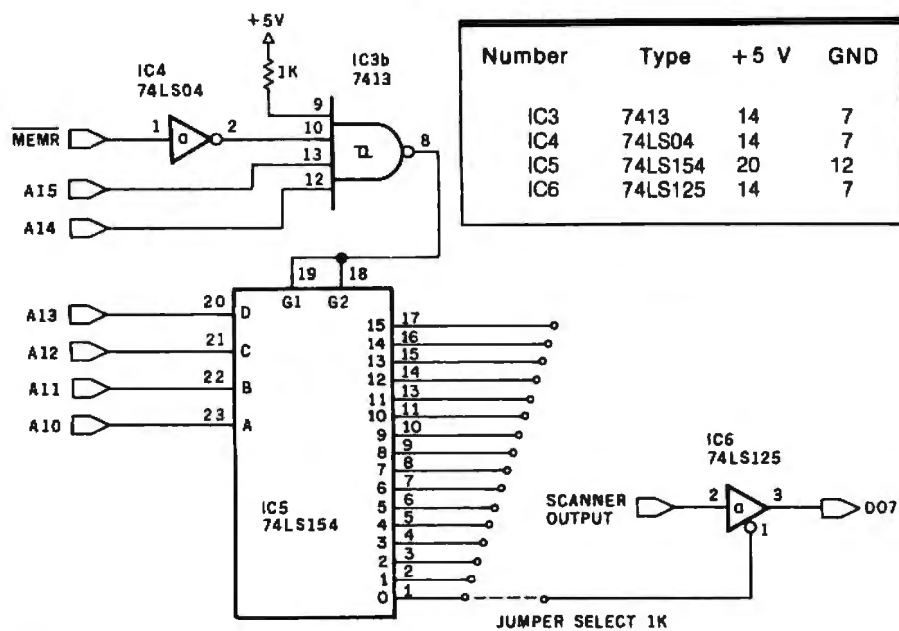 +5V
1K
IC3b
7413
IC4
74LS04
MEMR
1
a
2
9
10
13
12
8
A15
A14
Number Type +5 V GND
IC3 7413 14 7
IC4 74LS04 14 7
IC5 74LS154 20 12
IC6 74LS125 14 7
19 18
G1 G2
A13 20 D
A12 21 C
A11 22 B
A10 23 A
15 17
14 16
13 15
12 14
11 13
10 11
9 10
8 9
7 8
6 7
5 6
4 5
3 4
2 3
1 2
0 1
IC5
74LS154
IC6
74LS125
SCANNER
OUTPUT
2
a
3
1
DO7
JUMPER SELECT 1K